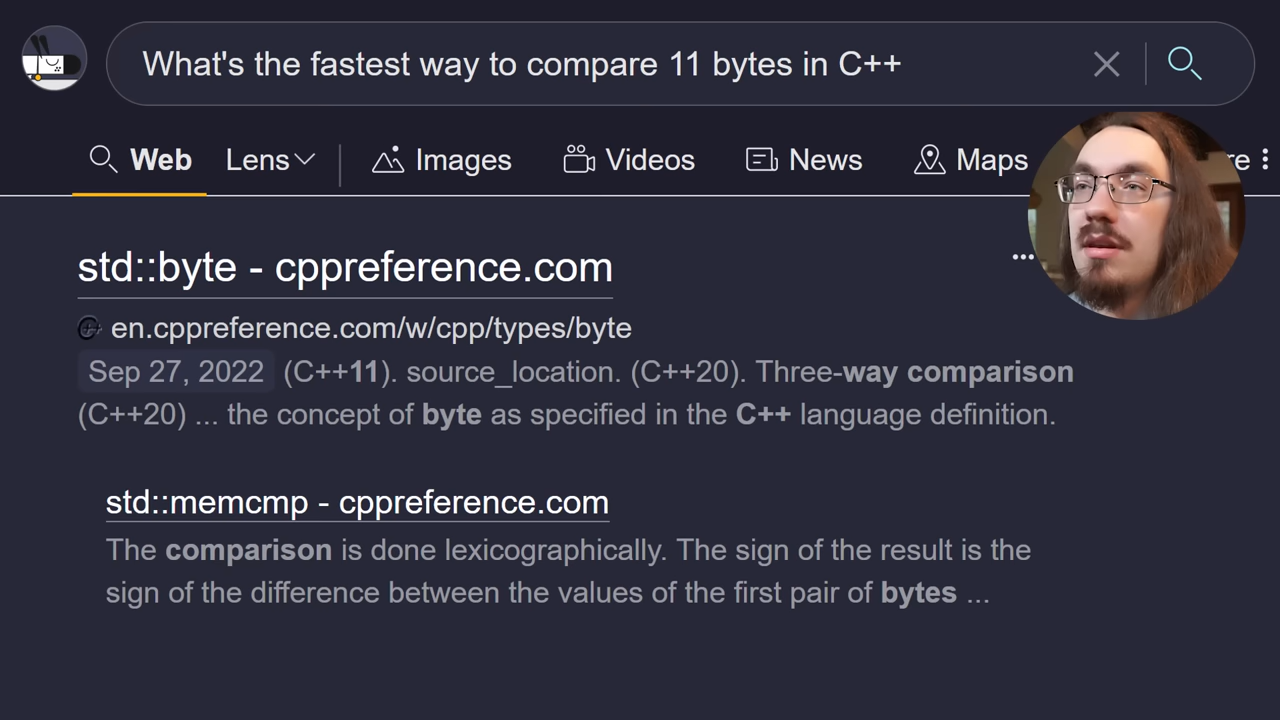 What's the fastest way to compare 11 bytes in C++
Web Lens Images Videos News Maps re
std::byte - cppreference.com
en.cppreference.com/w/cpp/types/byte
Sep 27, 2022 (C++11). source_location. (C++20). Three-way comparison
(C++20) ... the concept of byte as specified in the C++ language definition.
std::memcmp - cppreference.com
The comparison is done lexicographically. The sign of the result is the
sign of the difference between the values of the first pair of bytes ...